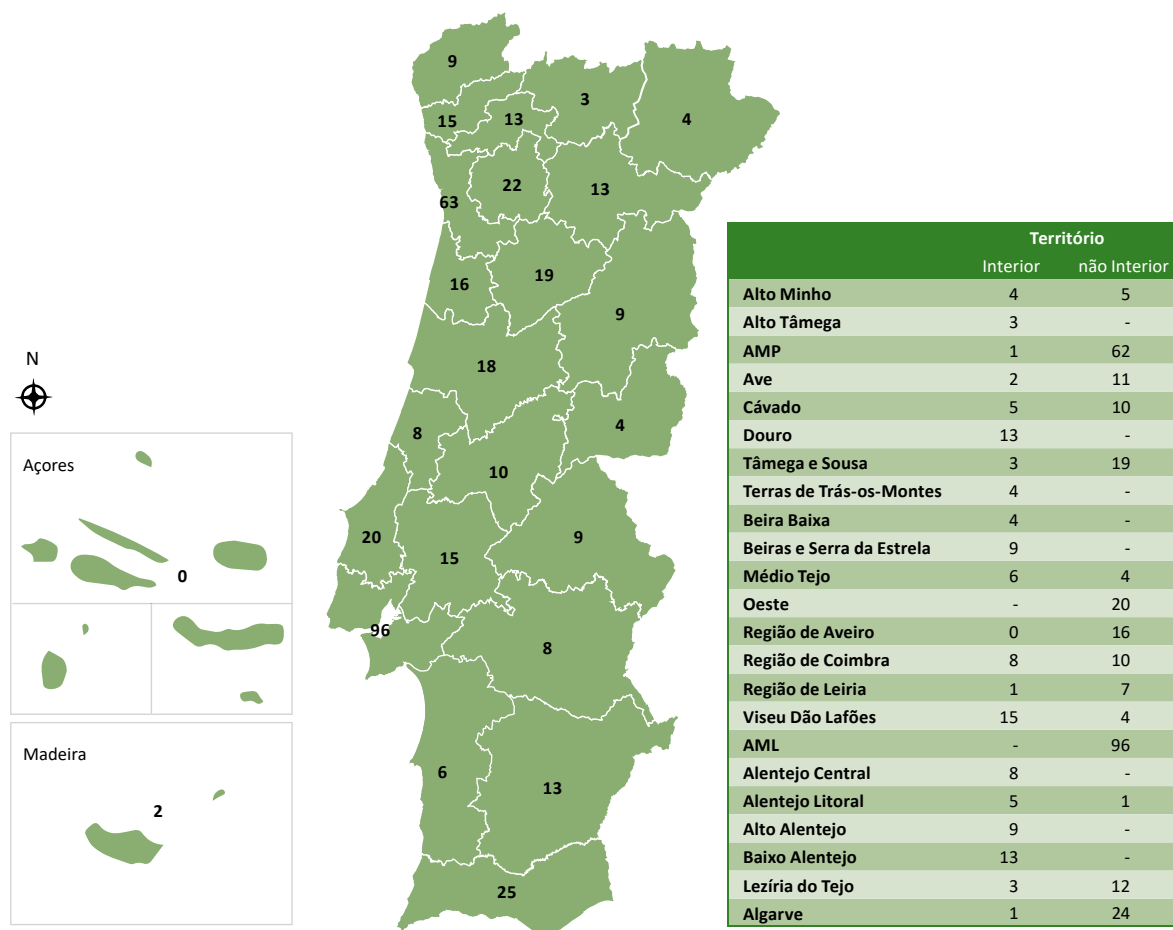 9
3
4
15
13
22
13
63
19
16
9
18
4
8
10
20
15
9
96
8
6
13
25
N
Açores
0
Madeira
2
Território
Interior não Interior
Alto Minho 4 5
Alto Tâmega 3 -
AMP 1 62
Ave 2 11
Cávado 5 10
Douro 13 -
Tâmega e Sousa 3 19
Terras de Trás-os-Montes 4 -
Beira Baixa 4 -
Beiras e Serra da Estrela 9 -
Médio Tejo 6 4
Oeste - 20
Região de Aveiro 0 16
Região de Coimbra 8 10
Região de Leiria 1 7
Viseu Dão Lafões 15 4
AML - 96
Alentejo Central 8 -
Alentejo Litoral 5 1
Alto Alentejo 9 -
Baixo Alentejo 13 -
Lezíria do Tejo 3 12
Algarve 1 24